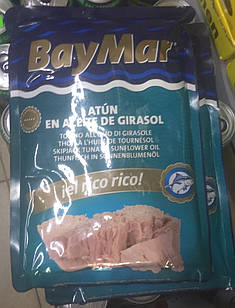 BayMar
ATÚN
EN ACEITE DE GIRASOL
TONNO ALL'OLIO DI GIRASOLE
THON À L'HUILE DE TOURNESOL
SKIPJACK TUNA IN SUNFLOWER OIL
THUNFISCH IN SONNENBLUMENÖL
¡el rico rico!